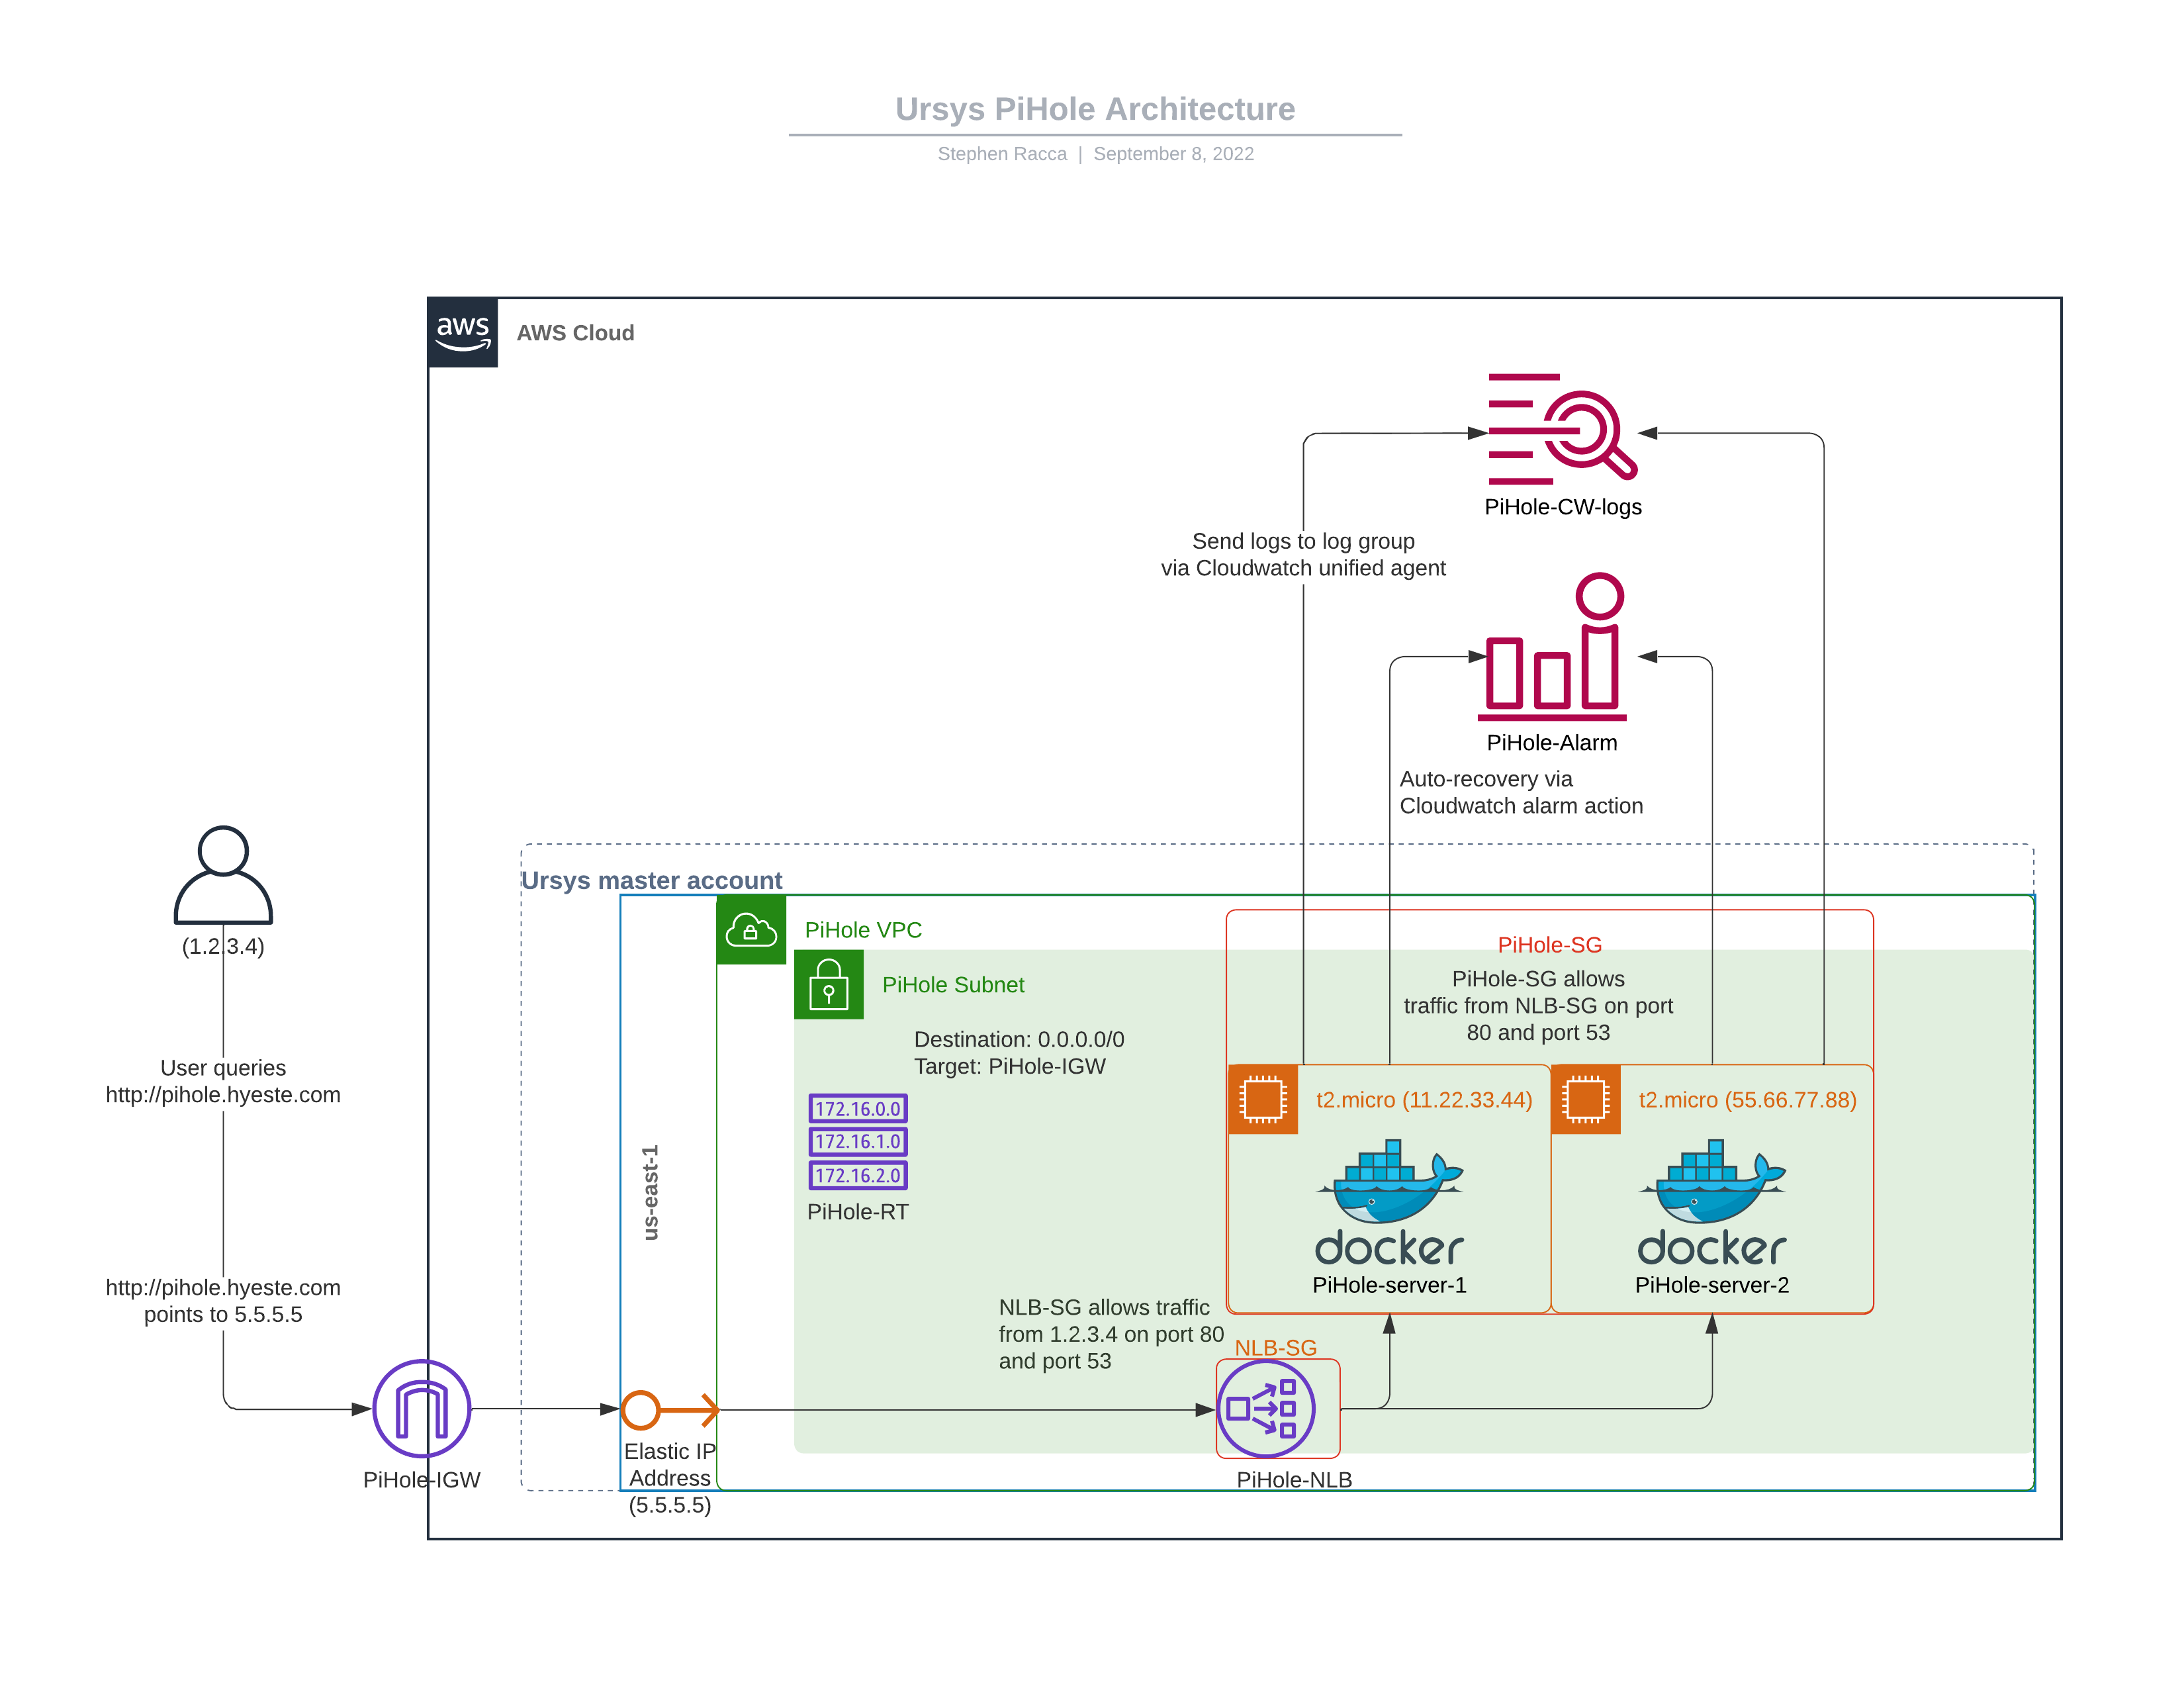 Ursys PiHole Architecture
Stephen Racca | September 8, 2022
aws
AWS Cloud
PiHole-CW-logs
Send logs to log group
via Cloudwatch unified agent
PiHole-Alarm
Auto-recovery via
Cloudwatch alarm action
(1.2.3.4)
User queries
http://pihole.hyeste.com
http://pihole.hyeste.com
points to 5.5.5.5
PiHole-IGW
Ursys master account
us-east-1
Elastic IP
Address
(5.5.5.5)
PiHole VPC
PiHole Subnet
Destination: 0.0.0.0/0
Target: PiHole-IGW
172.16.0.0
172.16.1.0
172.16.2.0
PiHole-RT
PiHole-SG
PiHole-SG allows
traffic from NLB-SG on port
80 and port 53
t2.micro (11.22.33.44)
docker
PiHole-server-1
t2.micro (55.66.77.88)
docker
PiHole-server-2
NLB-SG allows traffic
from 1.2.3.4 on port 80
and port 53
NLB-SG
PiHole-NLB